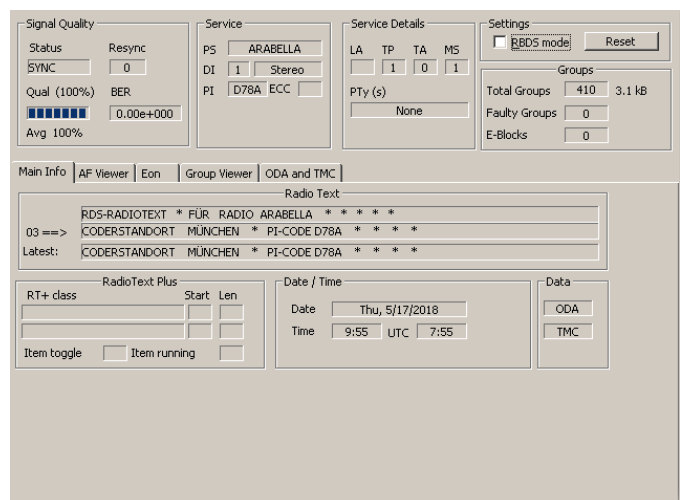 Signal Quality
Status Resync
SYNC 0
Qual (100%) BER
0.00e+000
Avg 100%
Service
PS ARABELLA
DI 1 Stereo
PI D78A ECC
Service Details
LA TP TA MS
1 0 1
PTy (s)
None
Settings
RBDS mode Reset
Groups
Total Groups 410 3.1 kB
Faulty Groups 0
E-Blocks 0
Main Info AF Viewer Eon Group Viewer ODA and TMC
Radio Text
RDS-RADIOTEXT * FÜR RADIO ARABELLA * * * * *
03 ==> CODERSTANDORT MÜNCHEN * PI-CODE D78A * * * *
Latest: CODERSTANDORT MÜNCHEN * PI-CODE D78A * * * *
RadioText Plus
RT+ class Start Len
Item toggle Item running
Date / Time
Date Thu, 5/17/2018
Time 9:55 UTC 7:55
Data
ODA
TMC